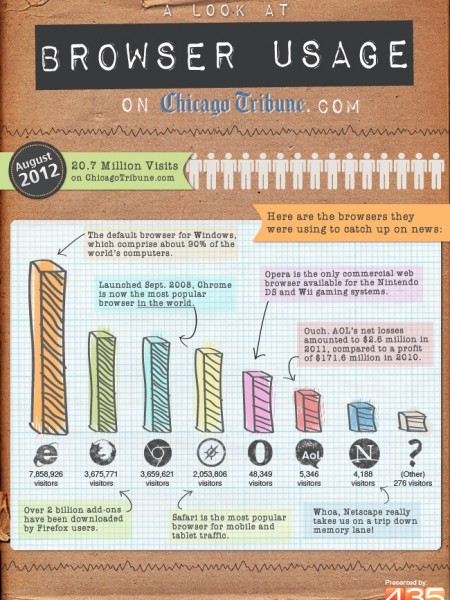 A LOOK AT
BROWSER USAGE
ON Chicago Tribune.COM
August
2012
20.7 Million Visits
on ChicagoTribune.com
Here are the browsers they
were using to catch up on news:
The default browser for Windows,
which comprise about 90% of the
world's computers.
Launched Sept. 2008, Chrome
is now the most popular
browser in the world.
Opera is the only commercial web
browser available for the Nintendo
DS and Wii gaming systems.
Ouch. AOL's net losses
amounted to $2.6 million in
2011, compared to a profit
of $171.6 million in 2010.
Aol.
N
?
7,858,926
visitors
3,675,771
visitors
3,659,621
visitors
2,053,806
visitors
48,349
visitors
5,346
visitors
4,188
visitors
(Other)
276 visitors
Over 2 billion add-ons
have been downloaded
by Firefox users.
Safari is the most popular
browser for mobile and
tablet traffic.
Whoa, Netscape really
takes us on a trip down
memory lane!
Presented by:
435